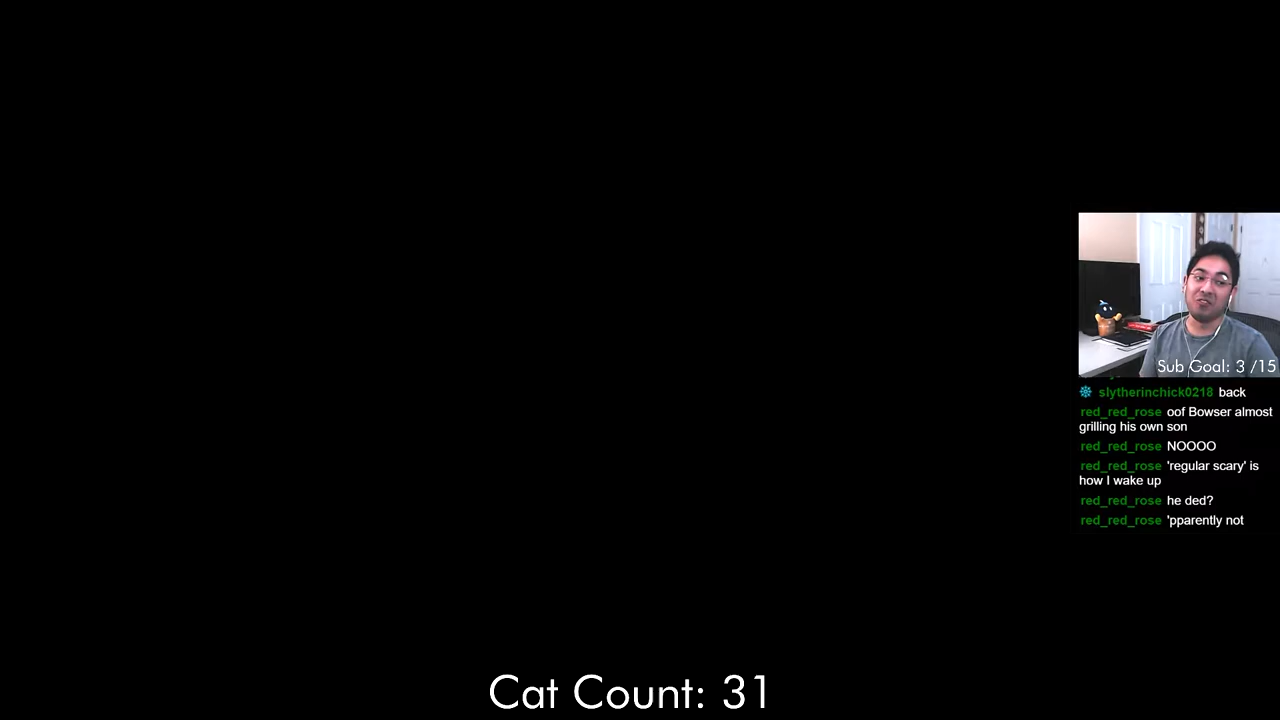 Sub Goal: 3 /15
slytherinchick0218 back
red_red_rose oof Bowser almost
grilling his own son
red_red_rose NOOOO
red_red_rose 'regular scary' is
how I wake up
red_red_rose he ded?
red_red_rose 'pparently not
Cat Count: 31